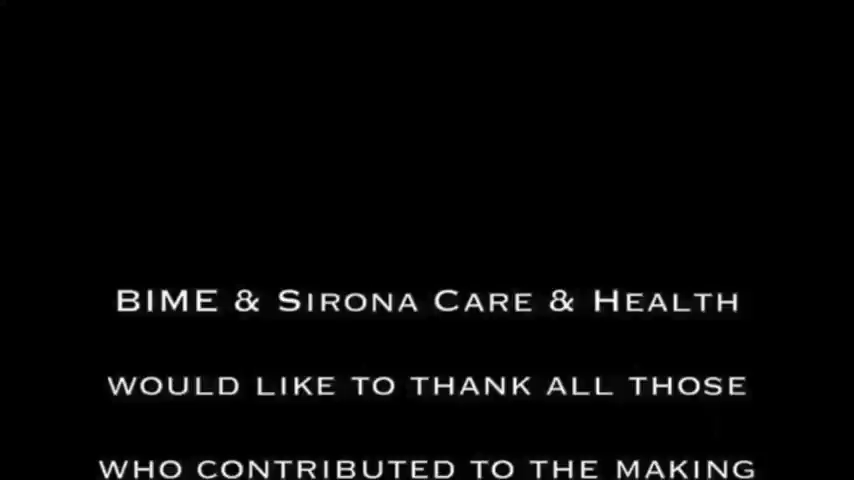 BIME & Sirona Care & Health
would like to thank all those
who contributed to the making